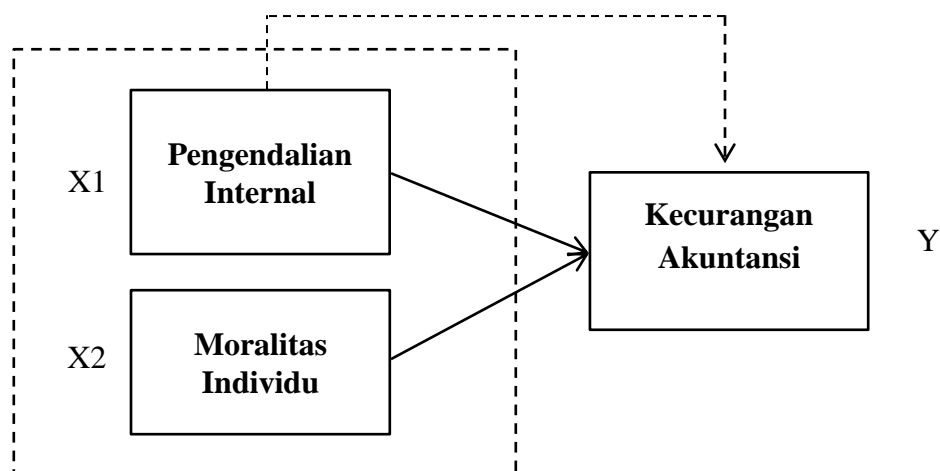 X1
Pengendalian
Internal
Kecurangan
Akuntansi
Y
X2
Moralitas
Individu